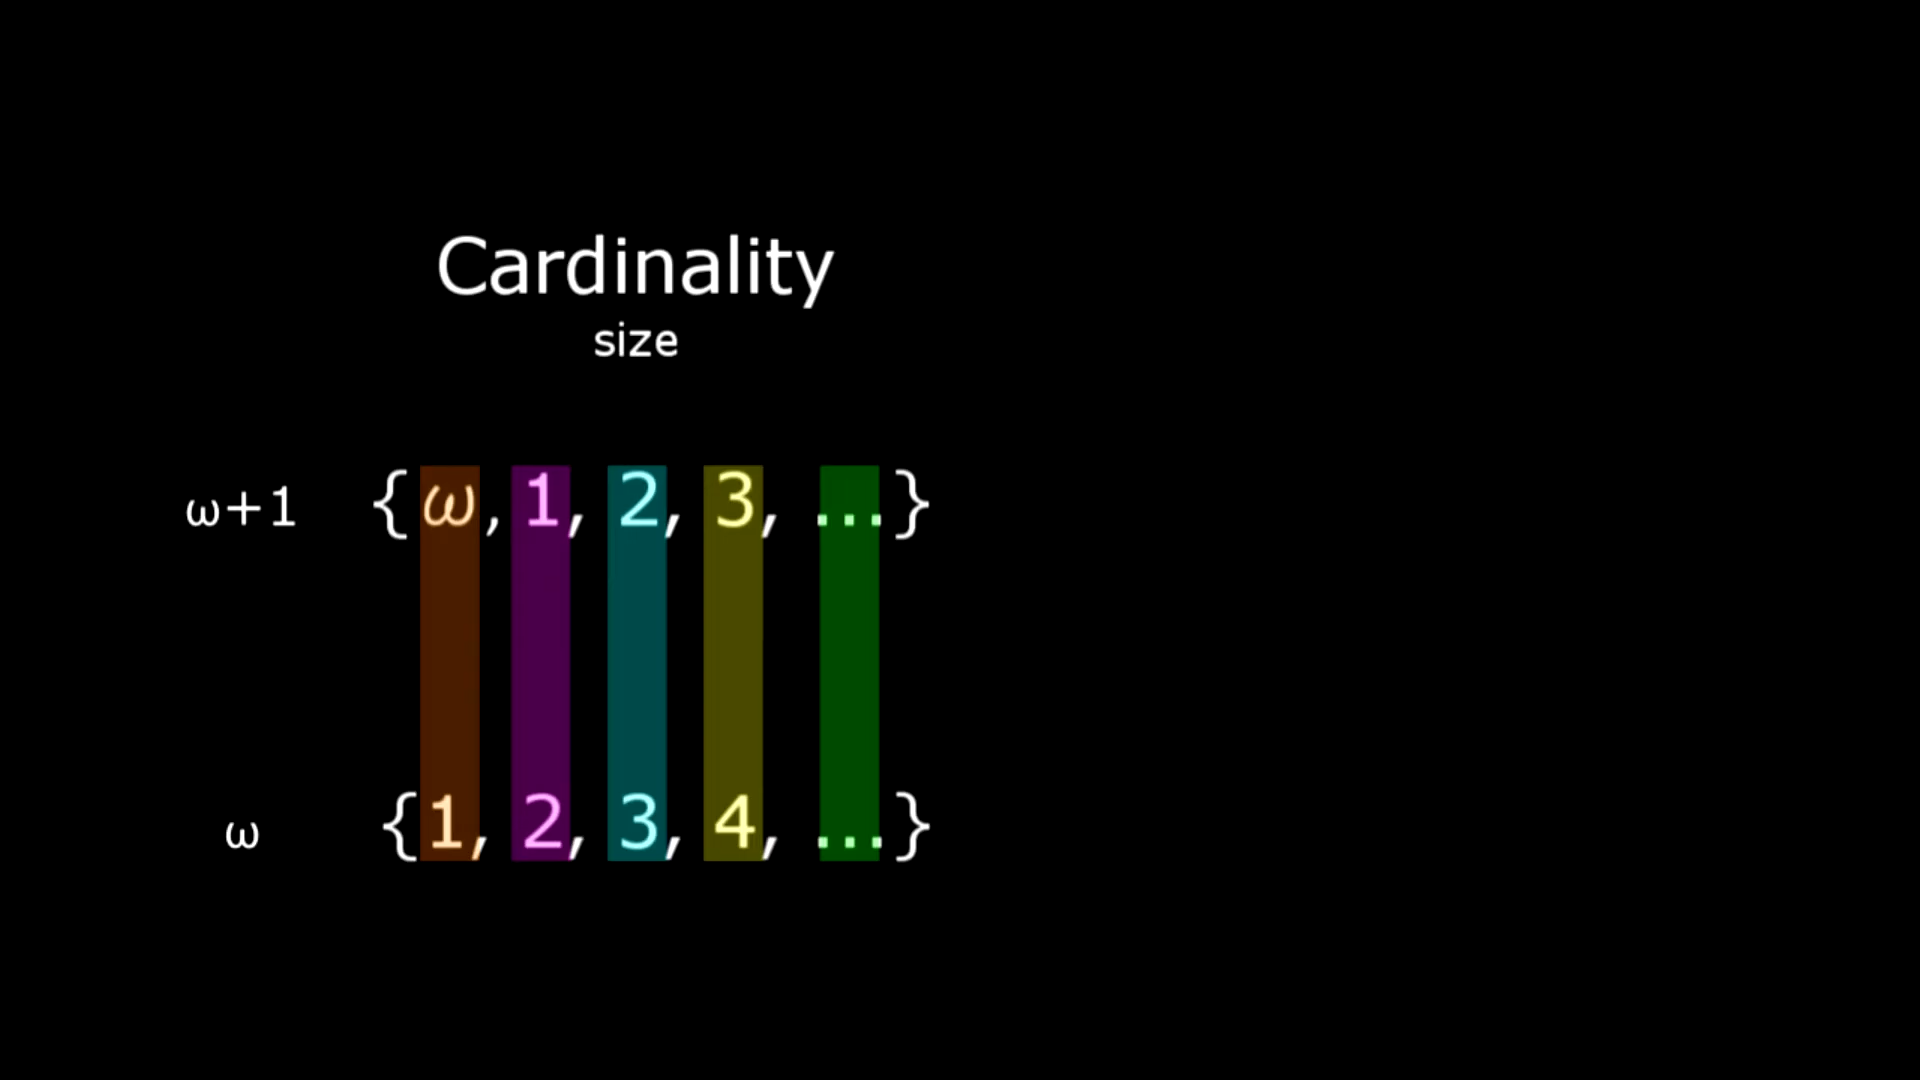 Cardinality
size
ω+1 {ω, 1, 2, 3, ...}
ω {1, 2, 3, 4, ...}